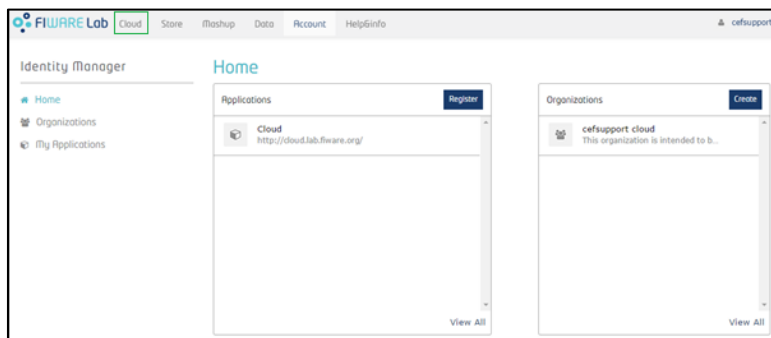 FIWARE Lab Cloud Store Mashup Data Account Help&info cefsupport
Identity Manager
Home
Organizations
My Applications
Home
Applications Register
Cloud
http://cloud.lab.fiware.org/
View All
Organizations Create
cefsupport cloud
This organization is intended to b...
View All